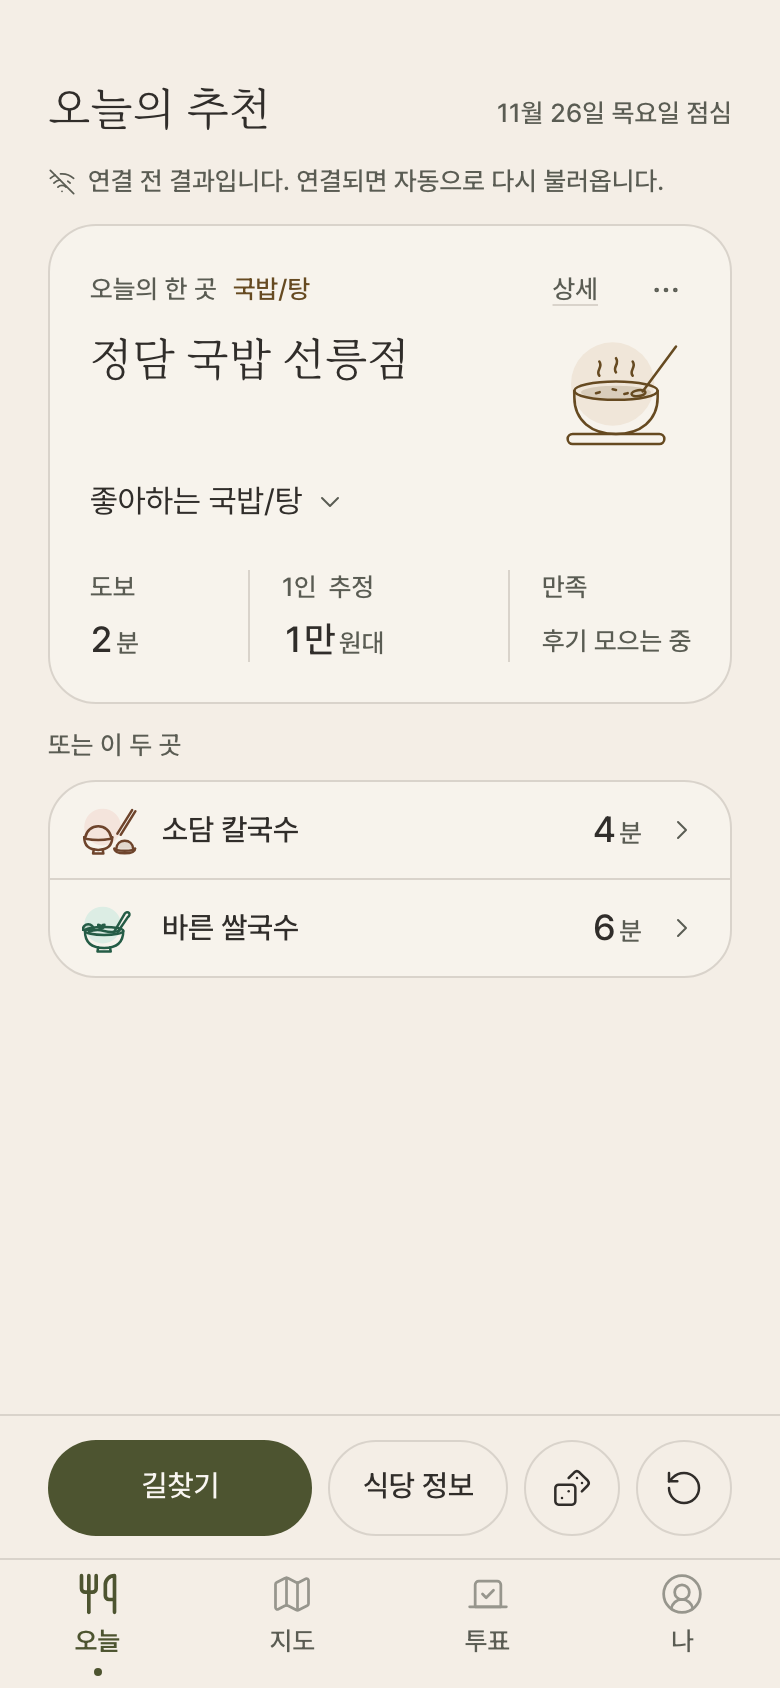 오늘의 추천
11월 26일 목요일 점심
연결 전 결과입니다. 연결되면 자동으로 다시 불러옵니다.
오늘의 한 곳 국밥/탕
상세
정담 국밥 선릉점
좋아하는 국밥/탕
도보
1인 추정
만족
2분
1만원대
후기 모으는 중
또는 이 두 곳
소담 칼국수
4분
바른 쌀국수
6분
길찾기
식당 정보
오늘
지도
투표
나